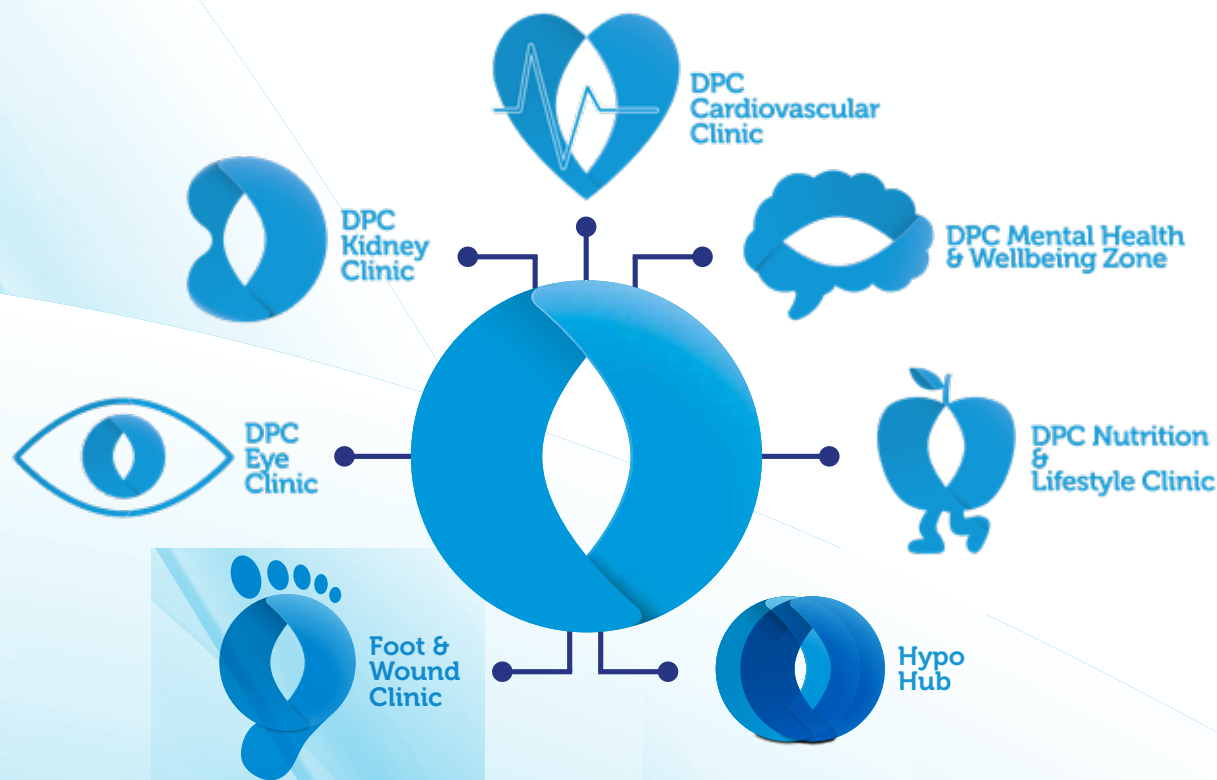 DPC
Cardiovascular
Clinic
DPC
Kidney
Clinic
DPC Mental Health
& Wellbeing Zone
DPC
Eye
Clinic
DPC Nutrition
&
Lifestyle Clinic
Foot &
Wound
Clinic
Hypo
Hub